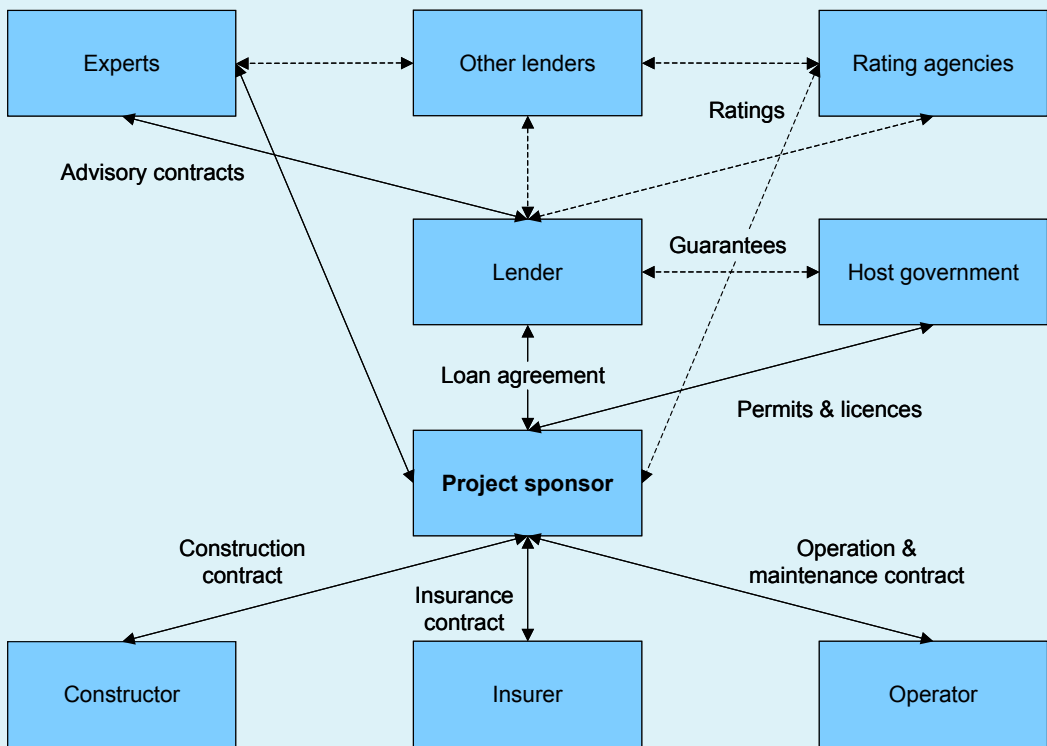 Experts
Other lenders
Rating agencies
Ratings
Advisory contracts
Guarantees
Lender
Host government
Loan agreement
Permits & licences
Project sponsor
Construction
contract
Operation &
maintenance contract
Insurance
contract
Constructor
Insurer
Operator